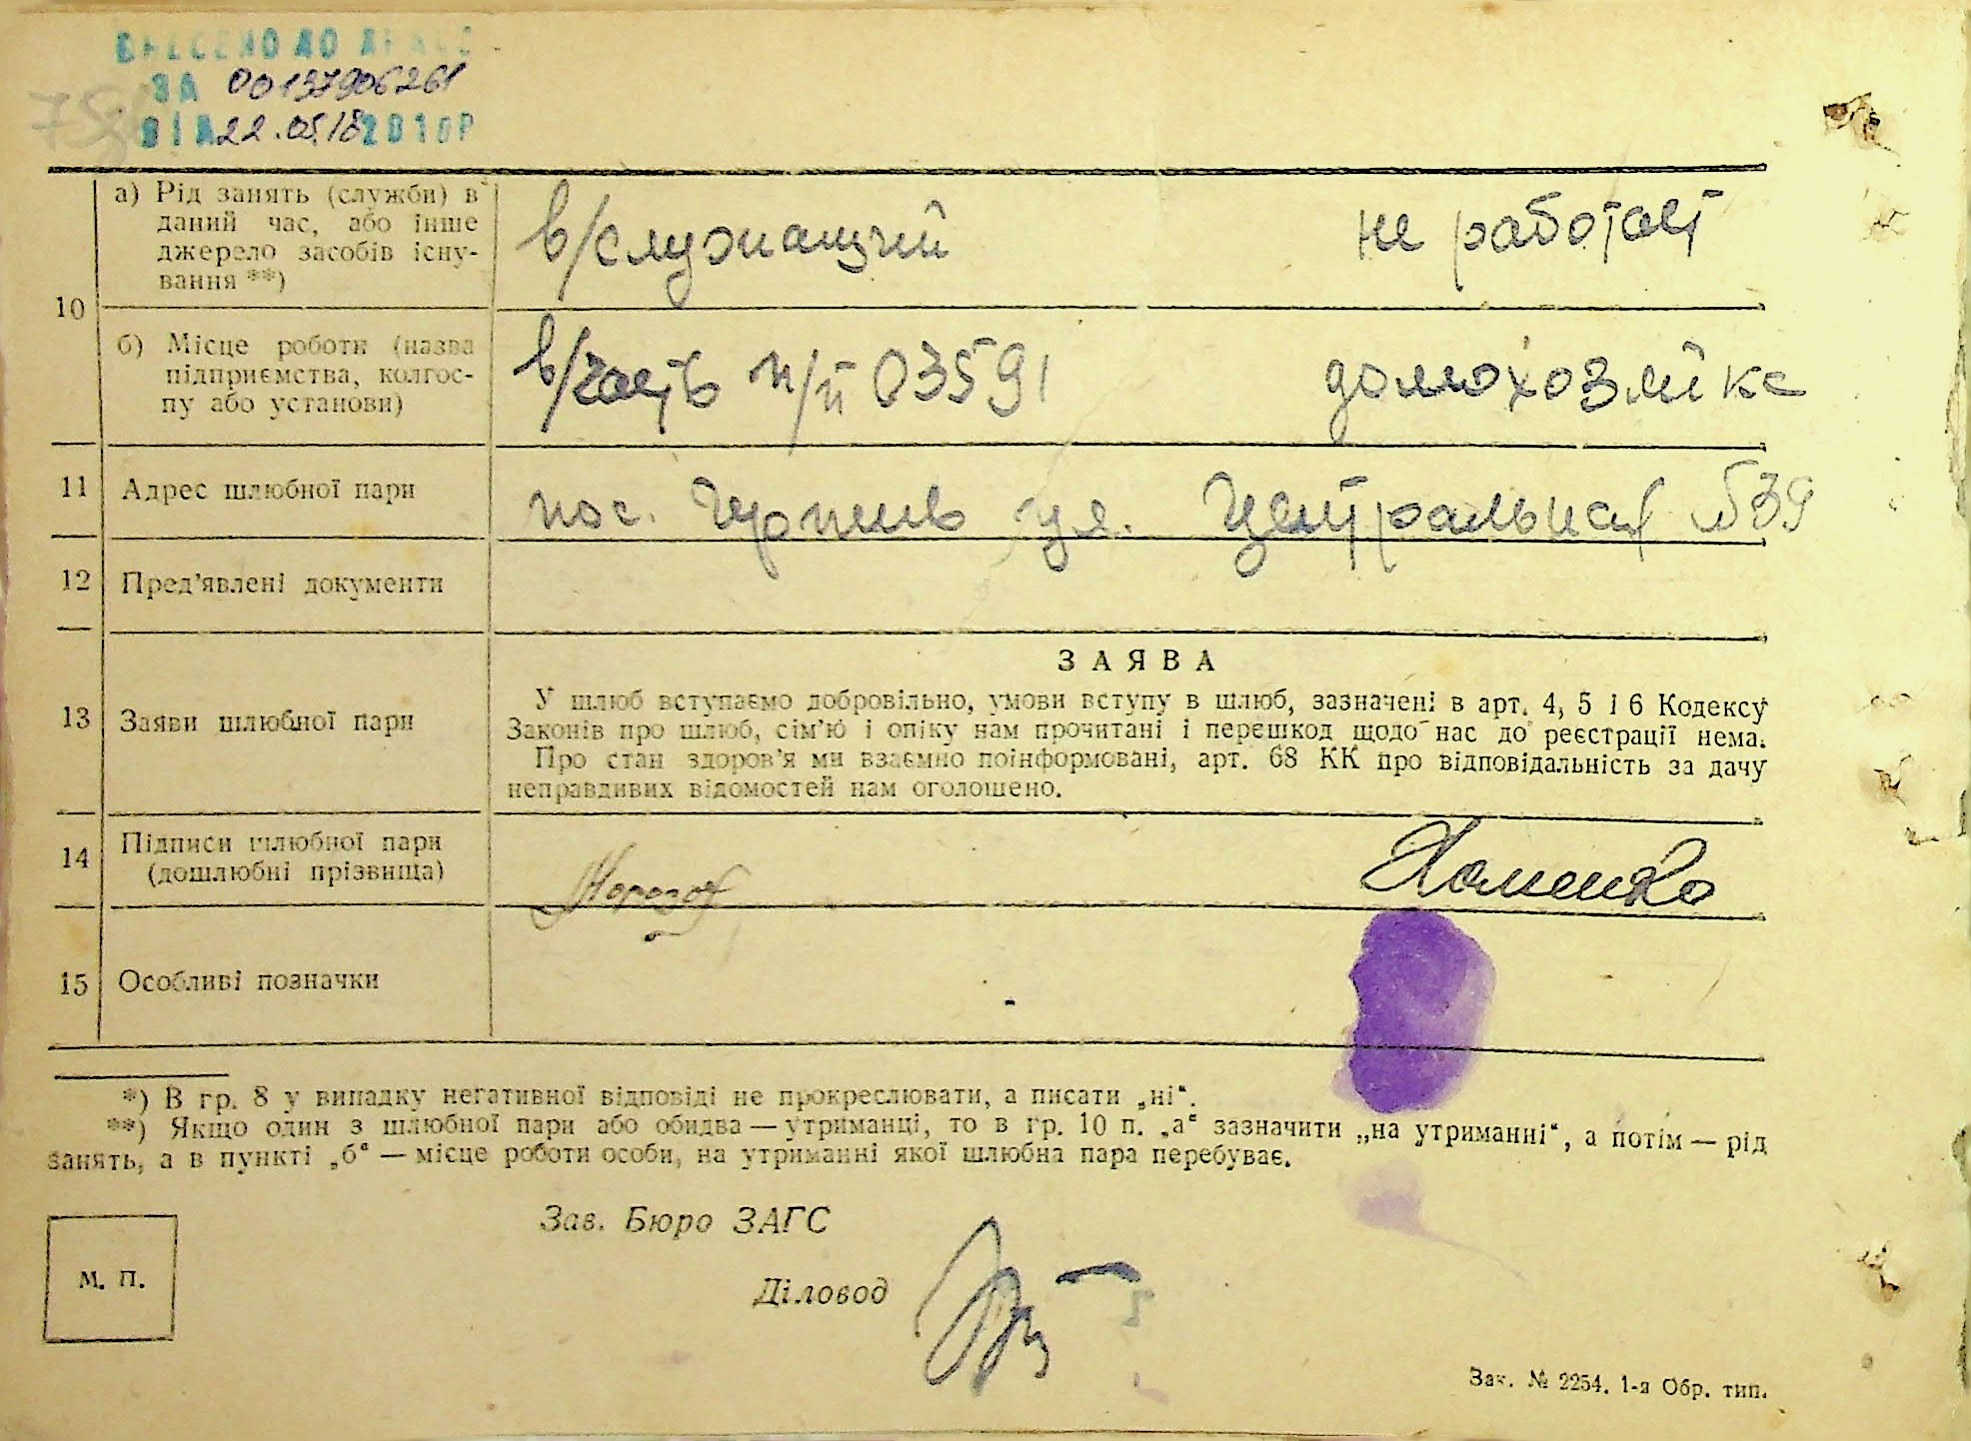 ВНЕСЕНО ДО ДРАЦС
ЗА 00137906261
ВІД 22.05.18 201 Р
а) Рід занять (служби) в
даний час, або інше
джерело засобів існу-
вання **)
в/служащий не работает
10
б) Місце роботи (назва
підприємства, колгос-
пу або установи)
в/часть п/п 03591 домохозяйка
11 Адрес шлюбної пари
пос. ул. Центральная №39
12 Пред'явлені документи
ЗАЯВА
13 Заяви шлюбної пари
У шлюб вступаємо добровільно, умови вступу в шлюб, зазначені в арт. 4, 5 і 6 Кодексу
Законів про шлюб, сім'ю і опіку нам прочитані і перешкод щодо нас до реєстрації нема.
Про стан здоров'я ми взаємно поінформовані, арт. 68 КК про відповідальність за дачу
неправдивих відомостей нам оголошено.
14 Підписи шлюбної пари
(дошлюбні прізвища)
Морозов Хоменко
15 Особливі позначки
*) В гр. 8 у випадку негативної відповіді не прокреслювати, а писати „ні“.
**) Якщо один з шлюбної пари або обидва — утриманці, то в гр. 10 п. „а“ зазначити „на утриманні“, а потім — рід
занять, а в пункті „б“ — місце роботи особи, на утриманні якої шлюбна пара перебуває.
Зав. Бюро ЗАГС
М. П.
Діловод
Зак. № 2254. 1-а Обр. тип.